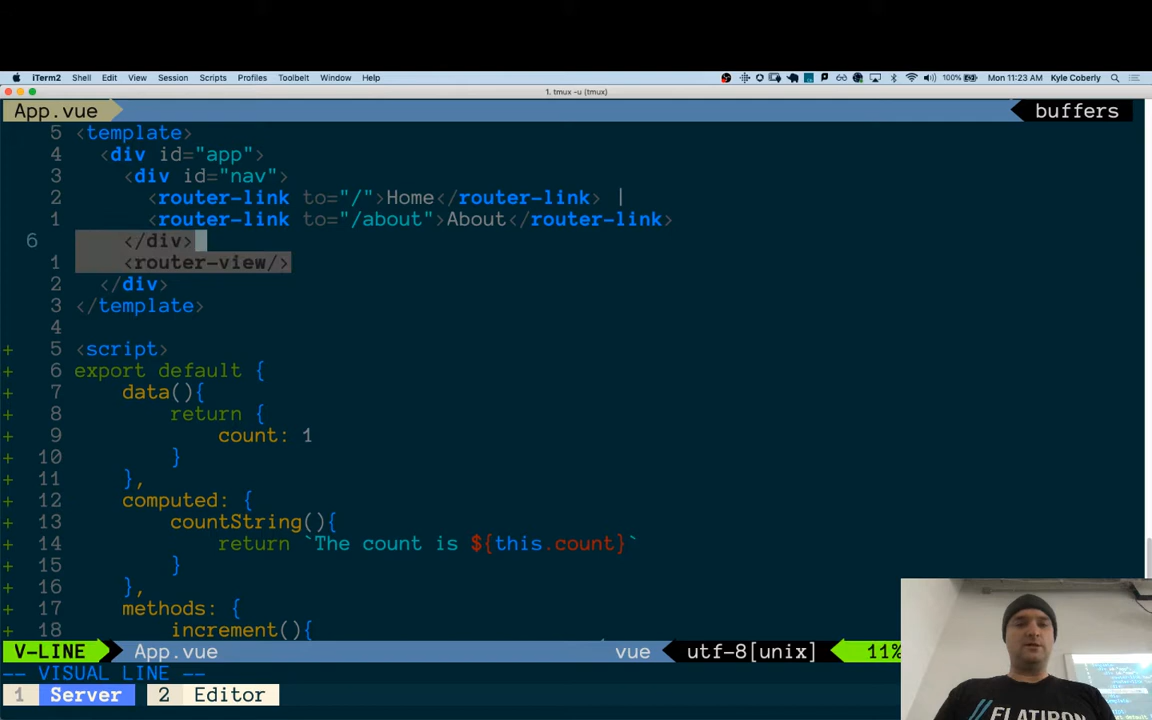 iTerm2 Shell Edit View Session Scripts Profiles Toolbelt Window Help 100% Mon 11:23 AM Kyle Coberly
1. tmux -u (tmux)
App.vue buffers
5 <template>
4 <div id="app">
3 <div id="nav">
2 <router-link to="/">Home</router-link> |
1 <router-link to="/about">About</router-link>
6 </div>
1 <router-view/>
2 </div>
3 </template>
4
+ 5 <script>
+ 6 export default {
+ 7 data(){
+ 8 return {
+ 9 count: 1
+ 10 }
+ 11 },
+ 12 computed: {
+ 13 countString(){
+ 14 return `The count is ${this.count}`
+ 15 }
+ 16 },
+ 17 methods: {
+ 18 increment(){
V-LINE App.vue vue utf-8[unix] 11%
-- VISUAL LINE --
1 Server 2 Editor
FLATIRON